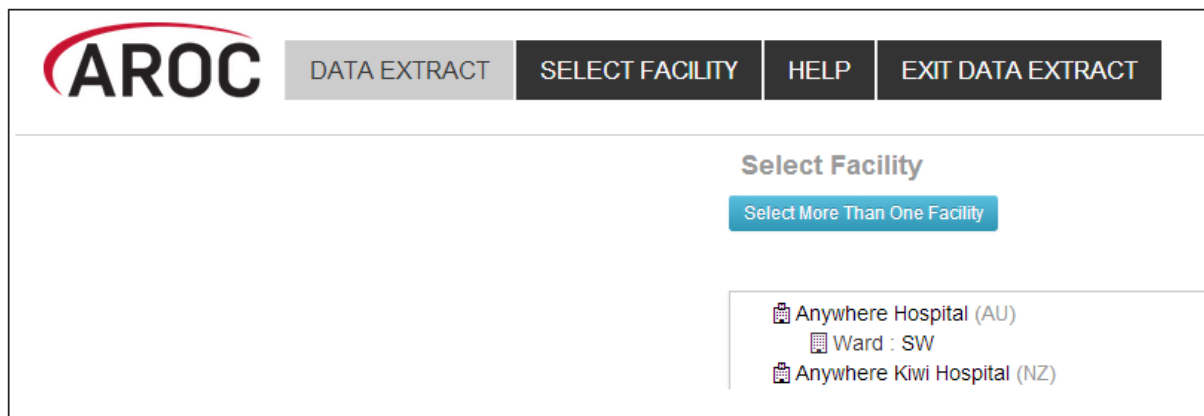 AROC DATA EXTRACT SELECT FACILITY HELP EXIT DATA EXTRACT
Select Facility
Select More Than One Facility
Anywhere Hospital (AU)
Ward : SW
Anywhere Kiwi Hospital (NZ)